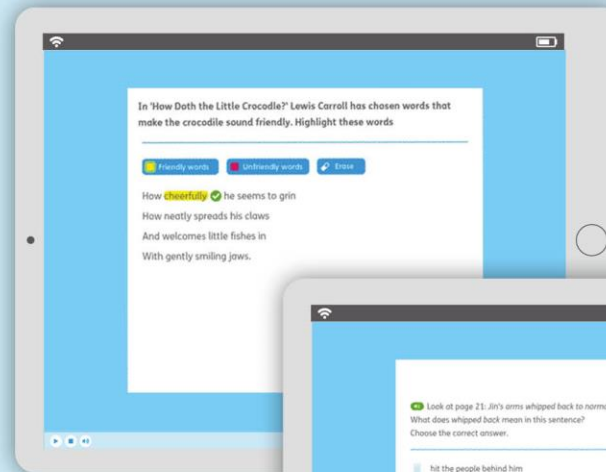 In 'How Doth the Little Crocodle?' Lewis Carroll has chosen words that
make the crocodile sound friendly. Highlight these words
Friendly words
Unfriendly words
Erase
How cheerfully he seems to grin
How neatly spreads his claws
And welcomes little fishes in
With gently smiling jaws.
Look at page 21: Jin's arms whipped back to norma
What does whipped back mean in this sentence?
Choose the correct answer.
hit the people behind him